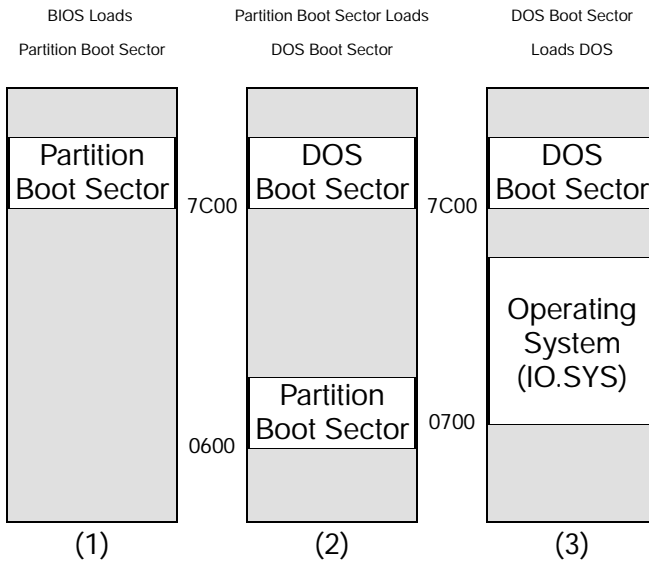 BIOS Loads
Partition Boot Sector
Partition Boot Sector Loads
DOS Boot Sector
DOS Boot Sector
Loads DOS
Partition
Boot Sector
7C00
0600
(1)
DOS
Boot Sector
7C00
Partition
Boot Sector
0700
(2)
DOS
Boot Sector
Operating
System
(IO.SYS)
(3)